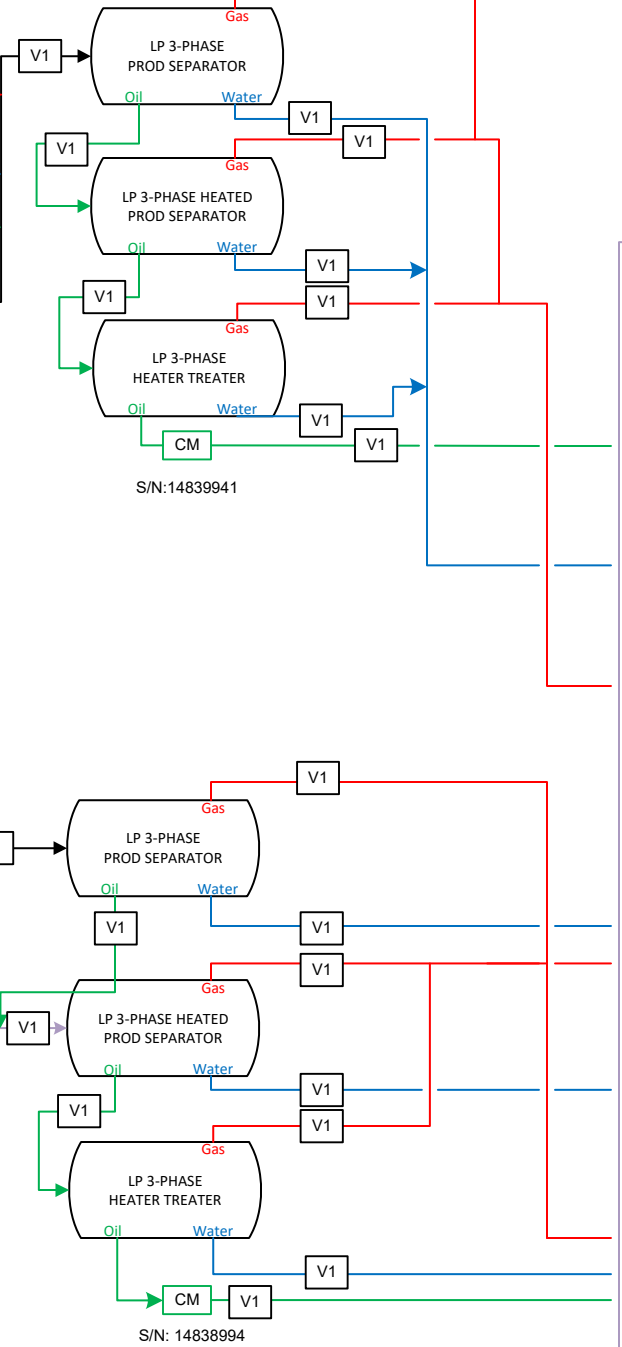 Gas
V1
LP 3-PHASE
PROD SEPARATOR
Oil
Water
V1
V1
V1
Gas
LP 3-PHASE HEATED
PROD SEPARATOR
Oil
Water
V1
V1
V1
Gas
LP 3-PHASE
HEATER TREATER
Oil
Water
V1
CM
V1
S/N:14839941
V1
Gas
LP 3-PHASE
PROD SEPARATOR
Oil
Water
V1
V1
V1
Gas
LP 3-PHASE HEATED
PROD SEPARATOR
V1
Oil
Water
V1
V1
V1
Gas
LP 3-PHASE
HEATER TREATER
Oil
Water
V1
CM
V1
S/N: 14838994